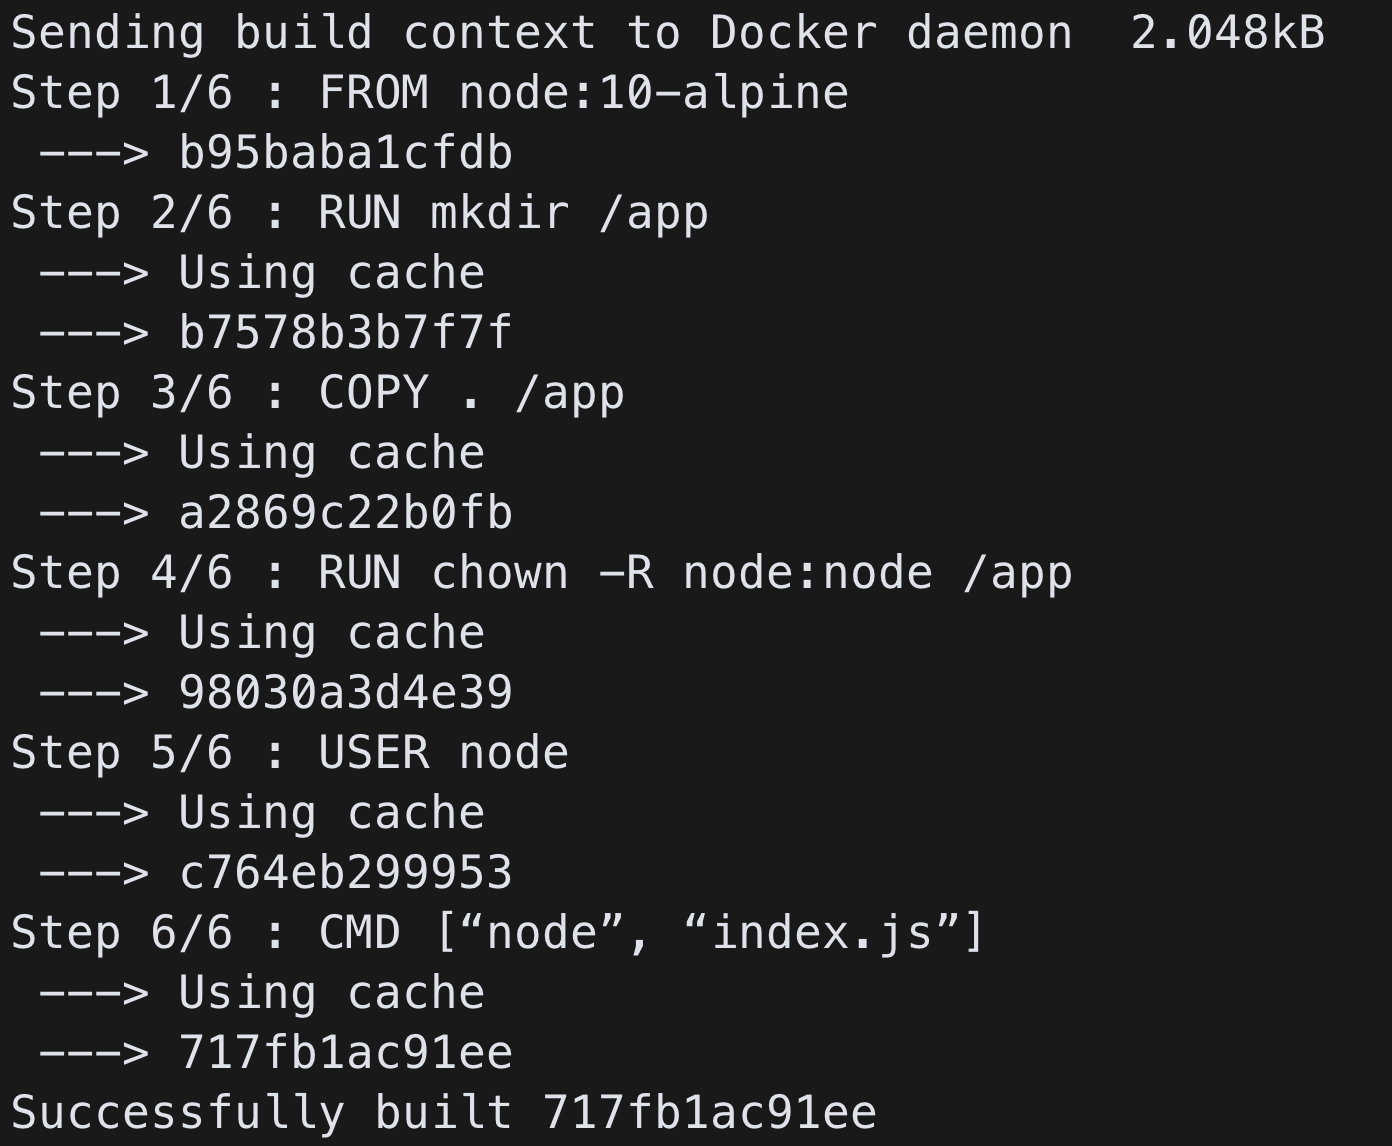 Sending build context to Docker daemon  2.048kB
Step 1/6 : FROM node:10-alpine
 ---> b95baba1cfdb
Step 2/6 : RUN mkdir /app
 ---> Using cache
 ---> b7578b3b7f7f
Step 3/6 : COPY . /app
 ---> Using cache
 ---> a2869c22b0fb
Step 4/6 : RUN chown -R node:node /app
 ---> Using cache
 ---> 98030a3d4e39
Step 5/6 : USER node
 ---> Using cache
 ---> c764eb299953
Step 6/6 : CMD [“node”, “index.js”]
 ---> Using cache
 ---> 717fb1ac91ee
Successfully built 717fb1ac91ee